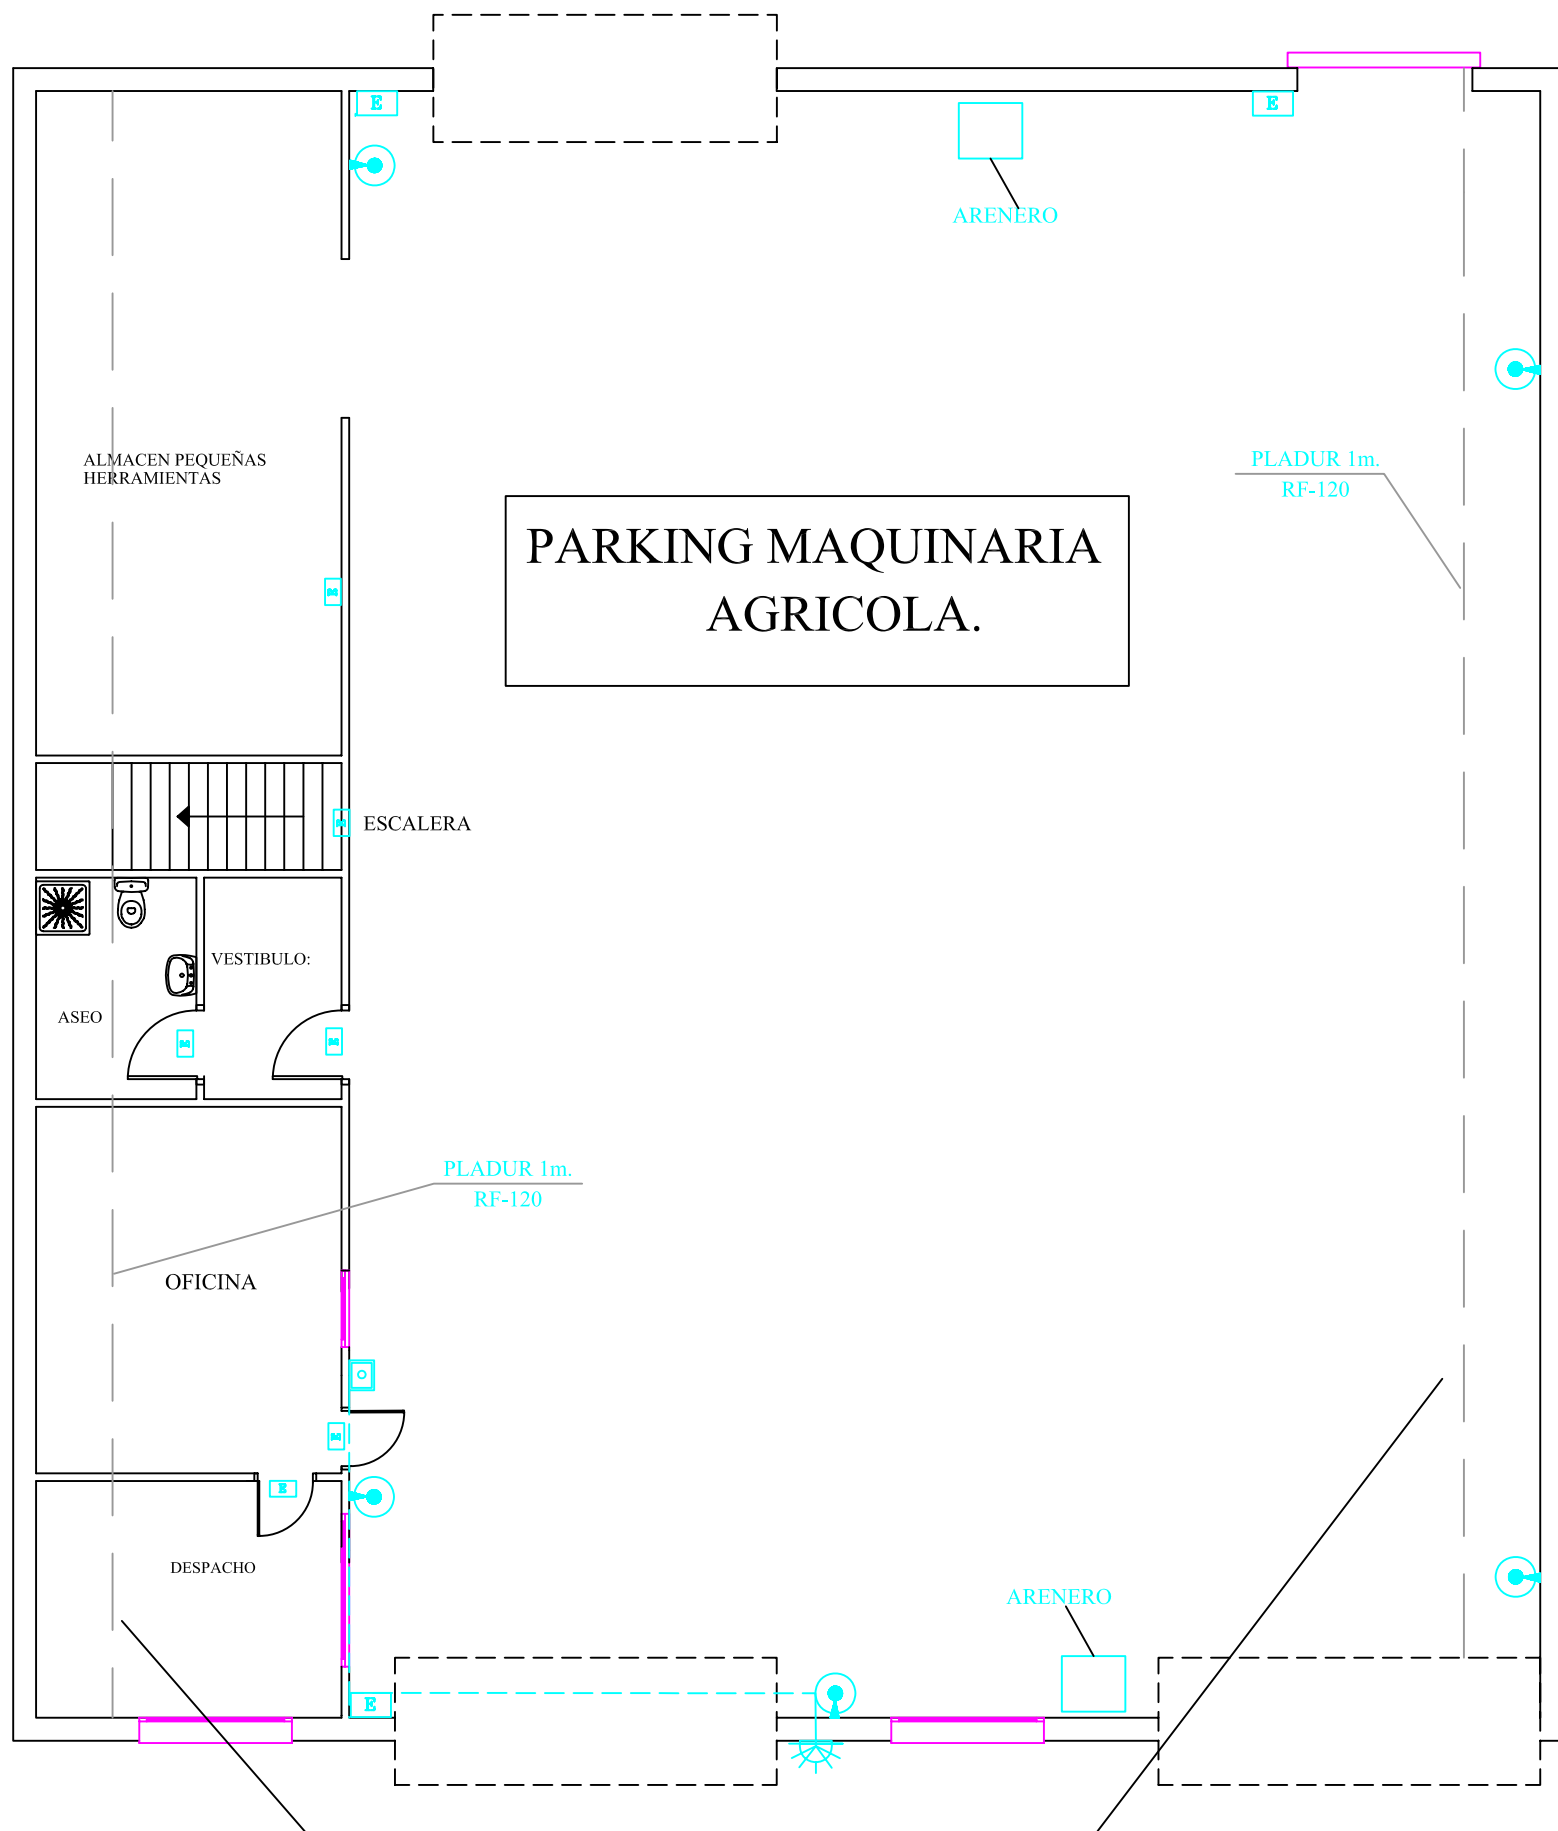 E
E
ARENERO
ALMACEN PEQUEÑAS
HERRAMIENTAS
PLADUR 1m.
RF-120
PARKING MAQUINARIA
AGRICOLA.
E
E
ESCALERA
VESTIBULO:
ASEO
E
E
PLADUR 1m.
RF-120
OFICINA
E
E
DESPACHO
ARENERO
E